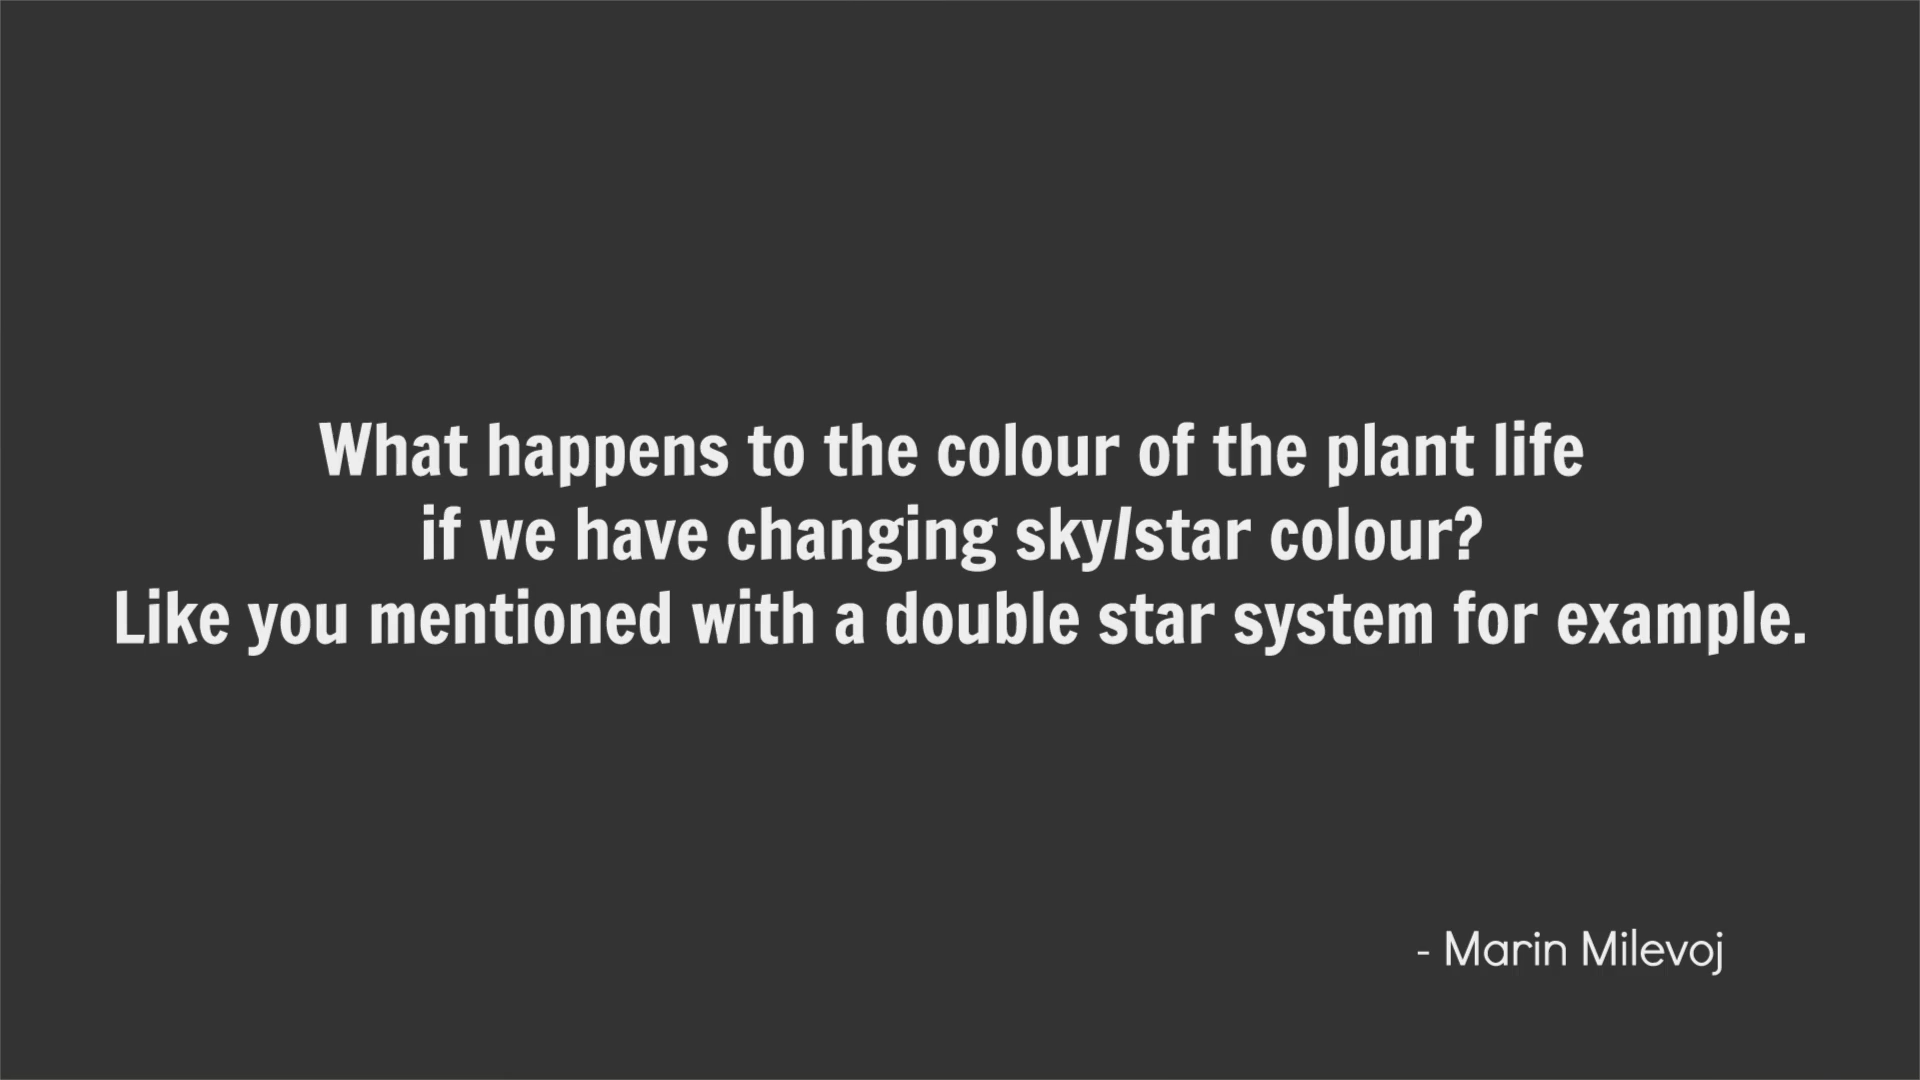 What happens to the colour of the plant life
if we have changing sky/star colour?
Like you mentioned with a double star system for example.
- Marin Milevoj